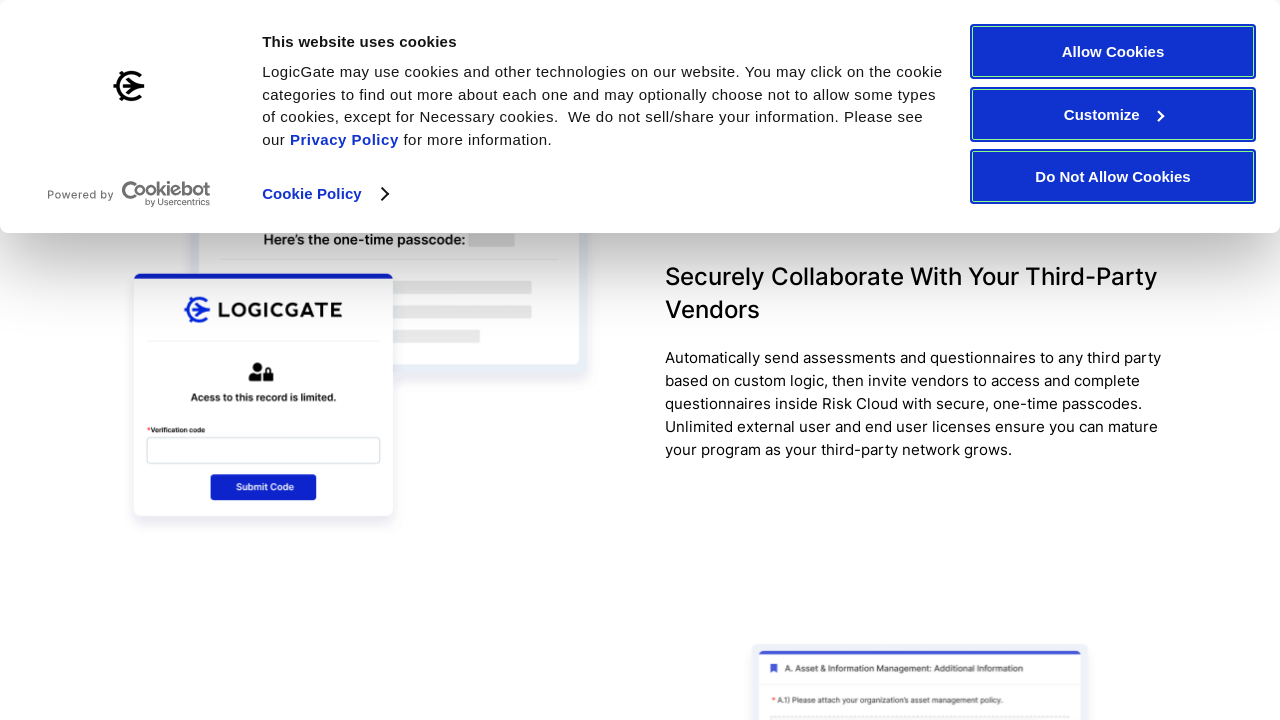 This website uses cookies
LogicGate may use cookies and other technologies on our website. You may click on the cookie
categories to find out more about each one and may optionally choose not to allow some types
of cookies, except for Necessary cookies.  We do not sell/share your information. Please see
our Privacy Policy for more information.
Cookie Policy
Powered by Cookiebot
by Usercentrics
Allow Cookies
Customize
Do Not Allow Cookies
Here's the one-time passcode:
LOGICGATE
Acess to this record is limited.
*Verification code
Submit Code
Securely Collaborate With Your Third-Party
Vendors
Automatically send assessments and questionnaires to any third party
based on custom logic, then invite vendors to access and complete
questionnaires inside Risk Cloud with secure, one-time passcodes.
Unlimited external user and end user licenses ensure you can mature
your program as your third-party network grows.
A. Asset & Information Management: Additional Information
* A.1) Please attach your organization's asset management policy.